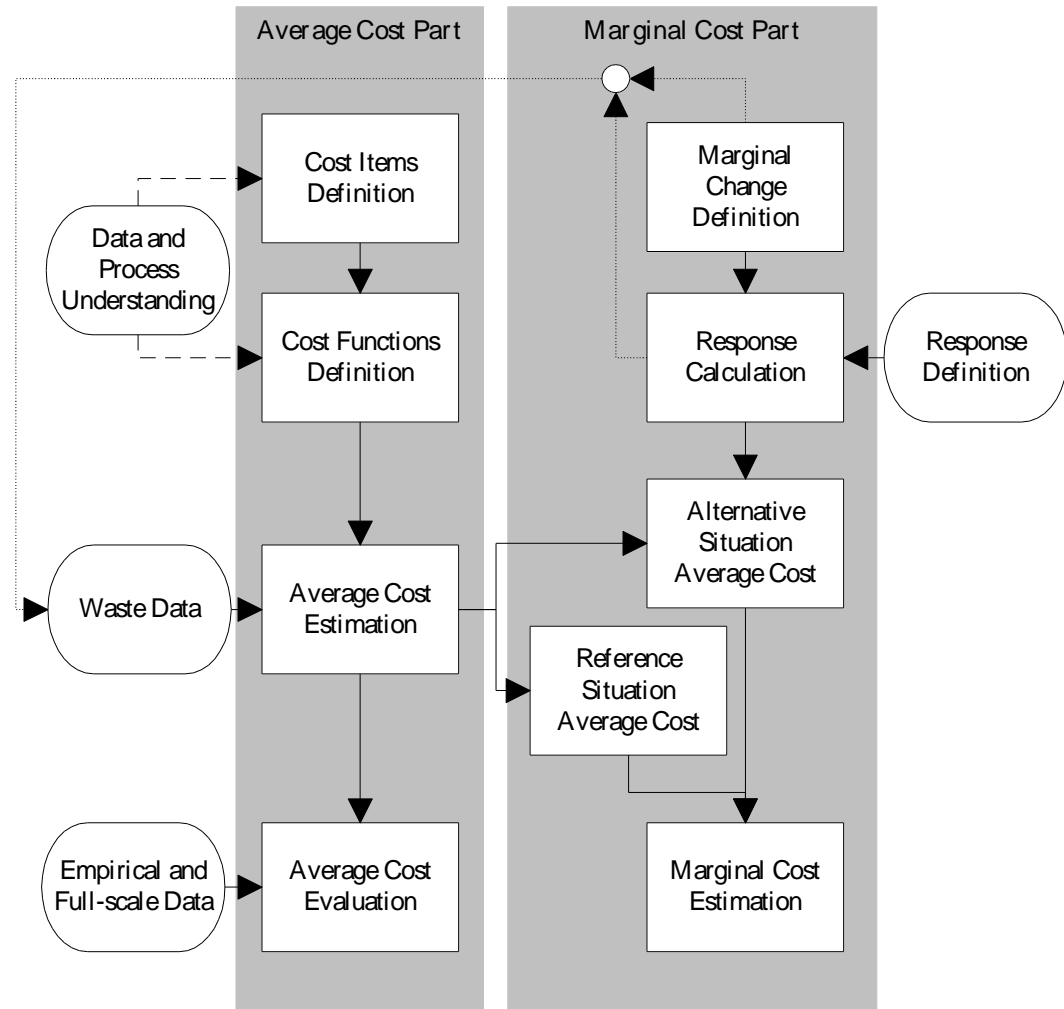 Average Cost Part
Marginal Cost Part
Cost Items
Definition
Marginal
Change
Definition
Data and
Process
Understanding
Cost Functions
Definition
Response
Calculation
Response
Definition
Alternative
Situation
Average Cost
Waste Data
Average Cost
Estimation
Reference
Situation
Average Cost
Empirical and
Full-scale Data
Average Cost
Evaluation
Marginal Cost
Estimation